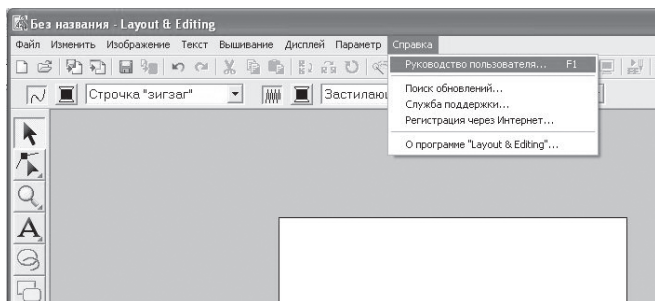 Без названия - Layout & Editing
Файл Изменить Изображение Текст Вышивание Дисплей Параметр Справка
Руководство пользователя... F1
Строчка "зигзаг" Застилаю
Поиск обновлений...
Служба поддержки...
Регистрация через Интернет...
О программе "Layout & Editing"...
A